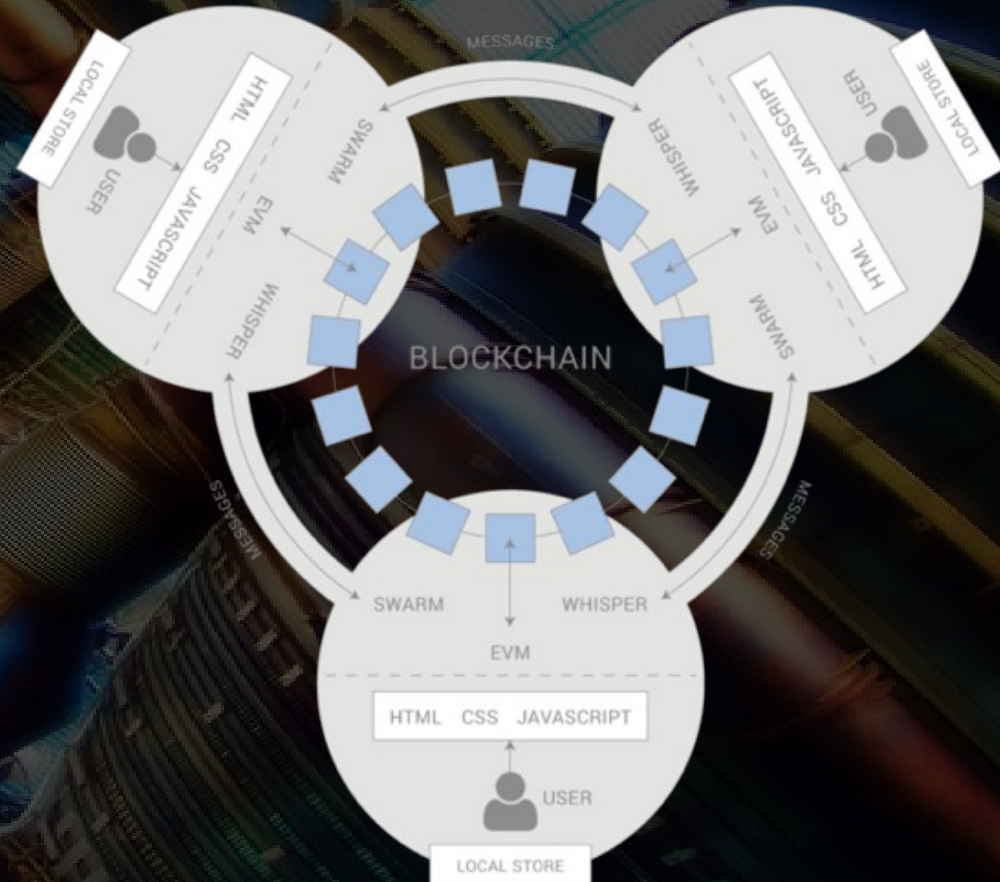 MESSAGES
LOCAL STORE
USER
HTML CSS JAVASCRIPT
SWARM
EVM
WHISPER
LOCAL STORE
USER
HTML CSS JAVASCRIPT
WHISPER
EVM
SWARM
BLOCKCHAIN
MESSAGES
MESSAGES
SWARM
WHISPER
EVM
HTML CSS JAVASCRIPT
USER
LOCAL STORE